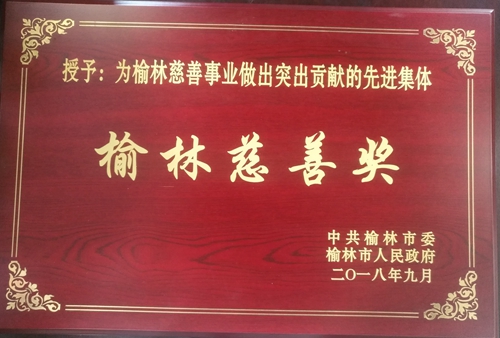 授予：为榆林慈善事业做出突出贡献的先进集体
榆林慈善奖
中共榆林市委
榆林市人民政府
二〇一八年九月